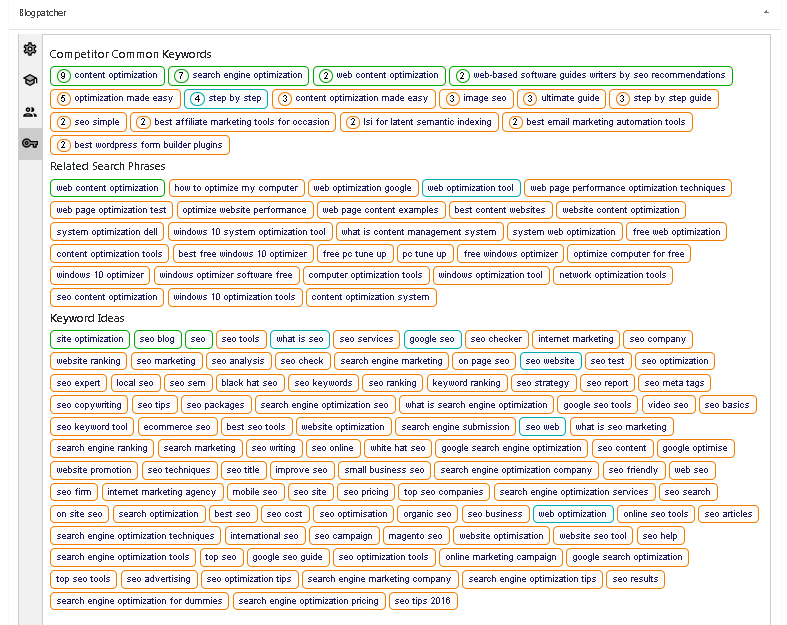 Blogpatcher
Competitor Common Keywords
9 content optimization 7 search engine optimization 2 web content optimization 2 web-based software guides writers by seo recommendations
5 optimization made easy 4 step by step 3 content optimization made easy 3 image seo 3 ultimate guide 3 step by step guide
2 seo simple 2 best affiliate marketing tools for occasion 2 lsi for latent semantic indexing 2 best email marketing automation tools
2 best wordpress form builder plugins
Related Search Phrases
web content optimization how to optimize my computer web optimization google web optimization tool web page performance optimization techniques
web page optimization test optimize website performance web page content examples best content websites website content optimization
system optimization dell windows 10 system optimization tool what is content management system system web optimization free web optimization
content optimization tools best free windows 10 optimizer free pc tune up pc tune up free windows optimizer optimize computer for free
windows 10 optimizer windows optimizer software free computer optimization tools windows optimization tool network optimization tools
seo content optimization windows 10 optimization tools content optimization system
Keyword Ideas
site optimization seo blog seo seo tools what is seo seo services google seo seo checker internet marketing seo company
website ranking seo marketing seo analysis seo check search engine marketing on page seo seo website seo test seo optimization
seo expert local seo seo sem black hat seo seo keywords seo ranking keyword ranking seo strategy seo report seo meta tags
seo copywriting seo tips seo packages search engine optimization seo what is search engine optimization google seo tools video seo seo basics
seo keyword tool ecommerce seo best seo tools website optimization search engine submission seo web what is seo marketing
search engine ranking search marketing seo writing seo online white hat seo google search engine optimization seo content google optimise
website promotion seo techniques seo title improve seo small business seo search engine optimization company seo friendly web seo
seo firm internet marketing agency mobile seo seo site seo pricing top seo companies search engine optimization services seo search
on site seo search optimization best seo seo cost seo optimisation organic seo seo business web optimization online seo tools seo articles
search engine optimization techniques international seo seo campaign magento seo website optimisation website seo tool seo help
search engine optimization tools top seo google seo guide seo optimization tools online marketing campaign google search optimization
top seo tools seo advertising seo optimization tips search engine marketing company search engine optimization tips seo results
search engine optimization for dummies search engine optimization pricing seo tips 2016